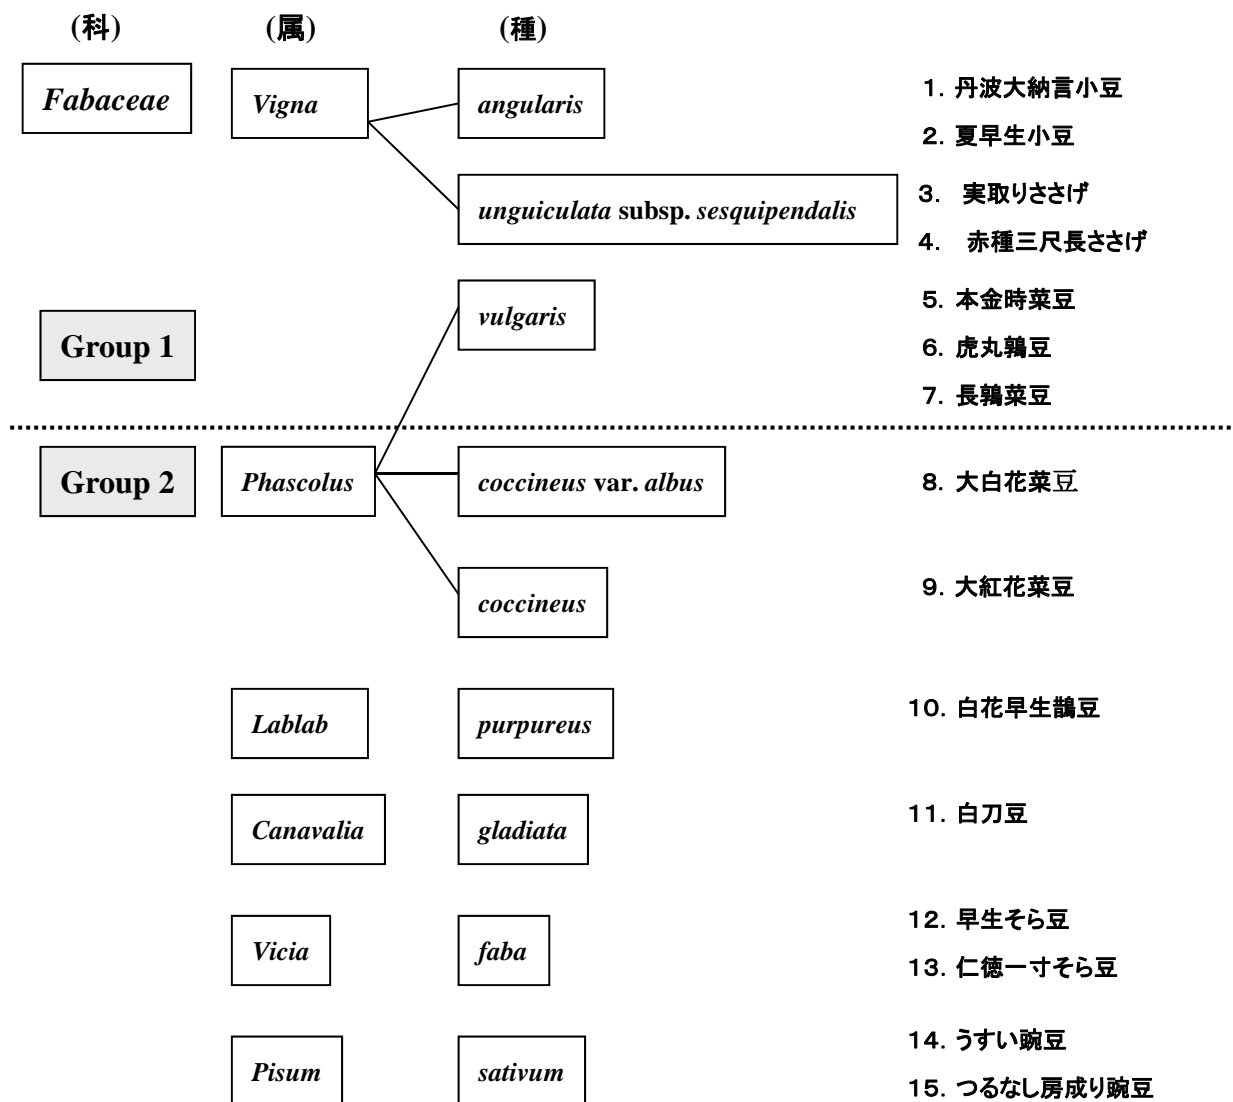 (科) (属) (種)
Fabaceae Vigna angularis 1. 丹波大納言小豆
2. 夏早生小豆
unguiculata subsp. sesquipendalis 3. 実取りささげ
4. 赤種三尺長ささげ
vulgaris 5. 本金時菜豆
Group 1 6. 虎丸鶉豆
7. 長鶉菜豆
Group 2 Phascolus coccineus var. albus 8. 大白花菜豆
coccineus 9. 大紅花菜豆
Lablab purpureus 10. 白花早生鵲豆
Canavalia gladiata 11. 白刀豆
Vicia faba 12. 早生そら豆
13. 仁徳一寸そら豆
Pisum sativum 14. うすい豌豆
15. つるなし房成り豌豆